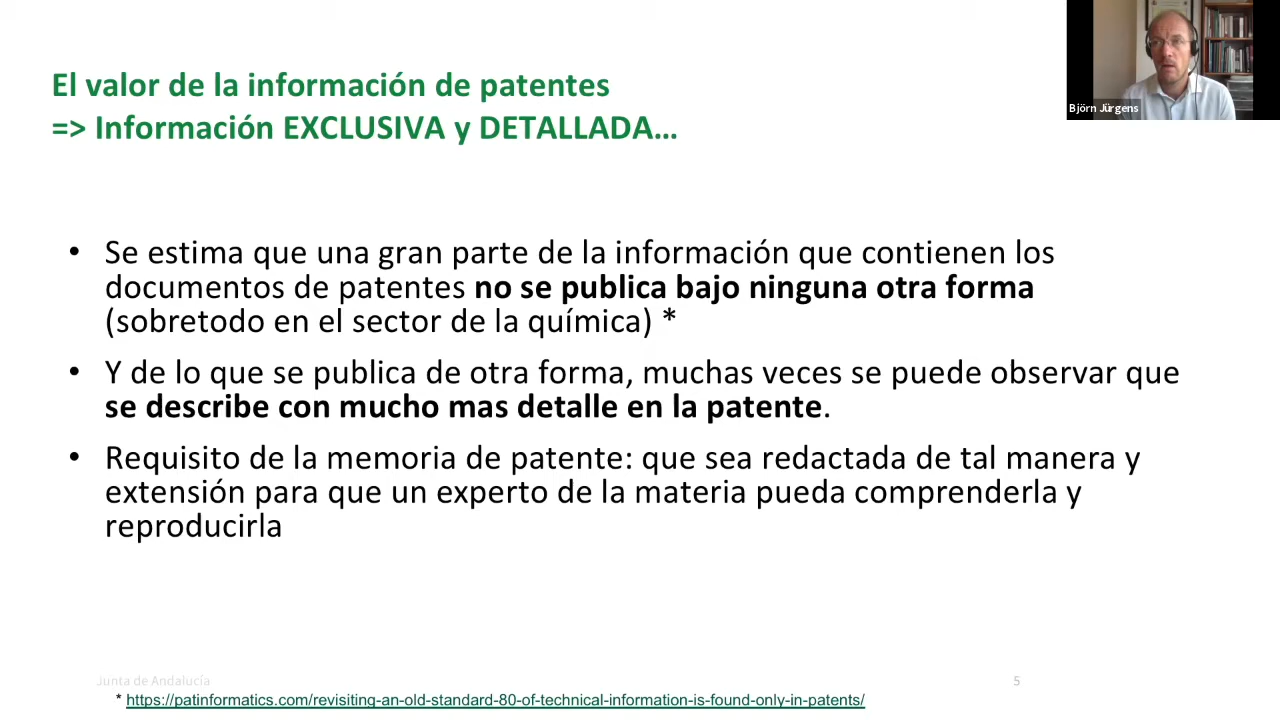 El valor de la información de patentes
=> Información EXCLUSIVA y DETALLADA…
Björn Jürgens
• Se estima que una gran parte de la información que contienen los
documentos de patentes no se publica bajo ninguna otra forma
(sobretodo en el sector de la química) *
• Y de lo que se publica de otra forma, muchas veces se puede observar que
se describe con mucho mas detalle en la patente.
• Requisito de la memoria de patente: que sea redactada de tal manera y
extensión para que un experto de la materia pueda comprenderla y
reproducirla
Junta de Andalucía
5
* https://patinformatics.com/revisiting-an-old-standard-80-of-technical-information-is-found-only-in-patents/